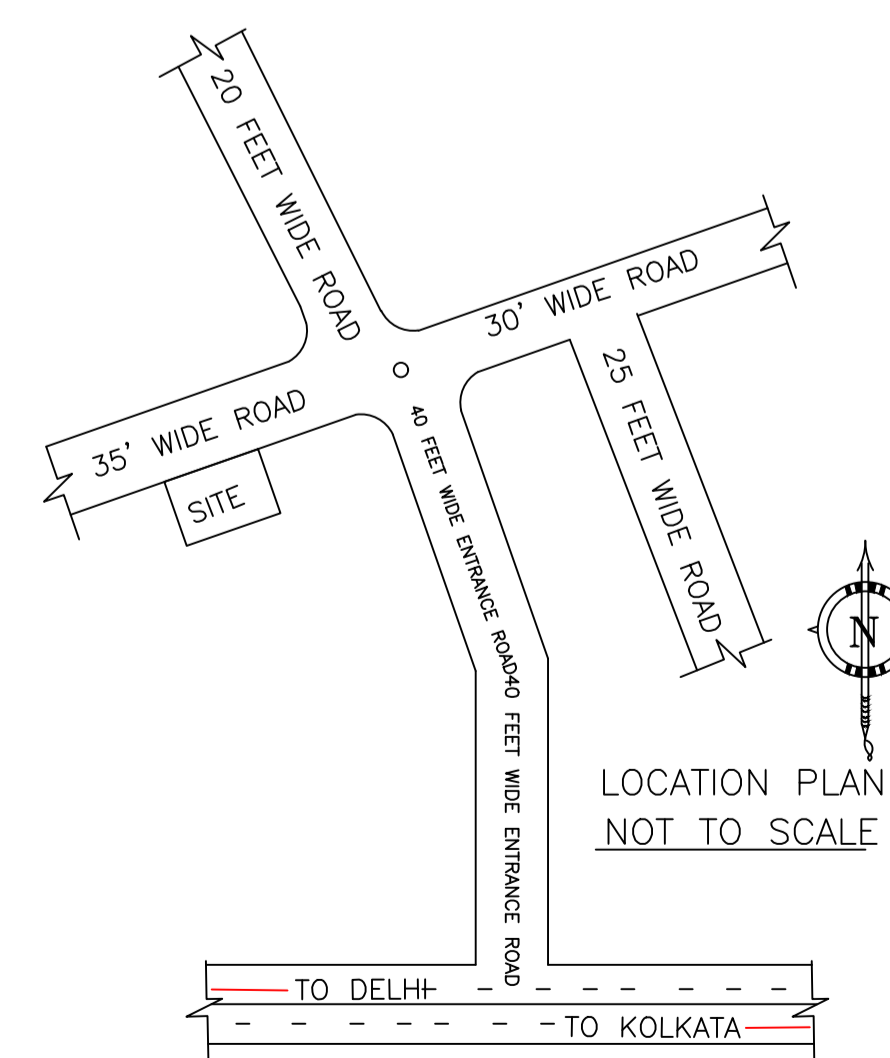 20 FEET WIDE ROAD
30' WIDE ROAD
35' WIDE ROAD
25 FEET WIDE ROAD
SITE
40 FEET WIDE ENTRANCE ROAD
40 FEET WIDE ENTRANCE ROAD
N
LOCATION PLAN
NOT TO SCALE
TO DELHI
TO KOLKATA